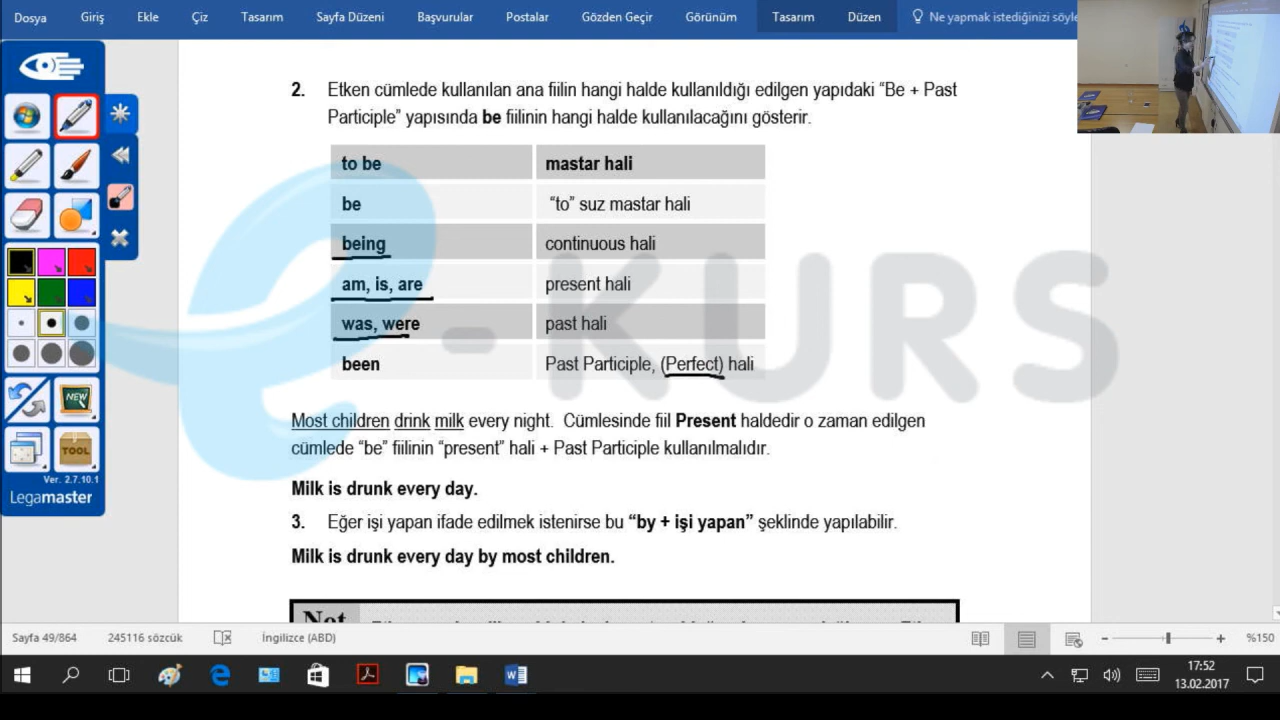 Dosya Giriş Ekle Çiz Tasarım Sayfa Düzeni Başvurular Postalar Gözden Geçir Görünüm Tasarım Düzen Ne yapmak istediğinizi söyle
2. Etken cümlede kullanılan ana fiilin hangi halde kullanıldığı edilgen yapıdaki “Be + Past
Participle” yapısında be fiilinin hangi halde kullanılacağını gösterir.
to be mastar hali
be “to” suz mastar hali
being continuous hali
am, is, are present hali
was, were past hali
been Past Participle, (Perfect) hali
e-KURS
Most children drink milk every night. Cümlesinde fiil Present haldedir o zaman edilgen
cümlede “be” fiilinin “present” hali + Past Participle kullanılmalıdır.
Milk is drunk every day.
3. Eğer işi yapan ifade edilmek istenirse bu “by + işi yapan” şeklinde yapılabilir.
Milk is drunk every day by most children.
Not
NEW
TOOL
Ver. 2.7.10.1
Legamaster
Sayfa 49/864 245116 sözcük İngilizce (ABD) %150
17:52
13.02.2017